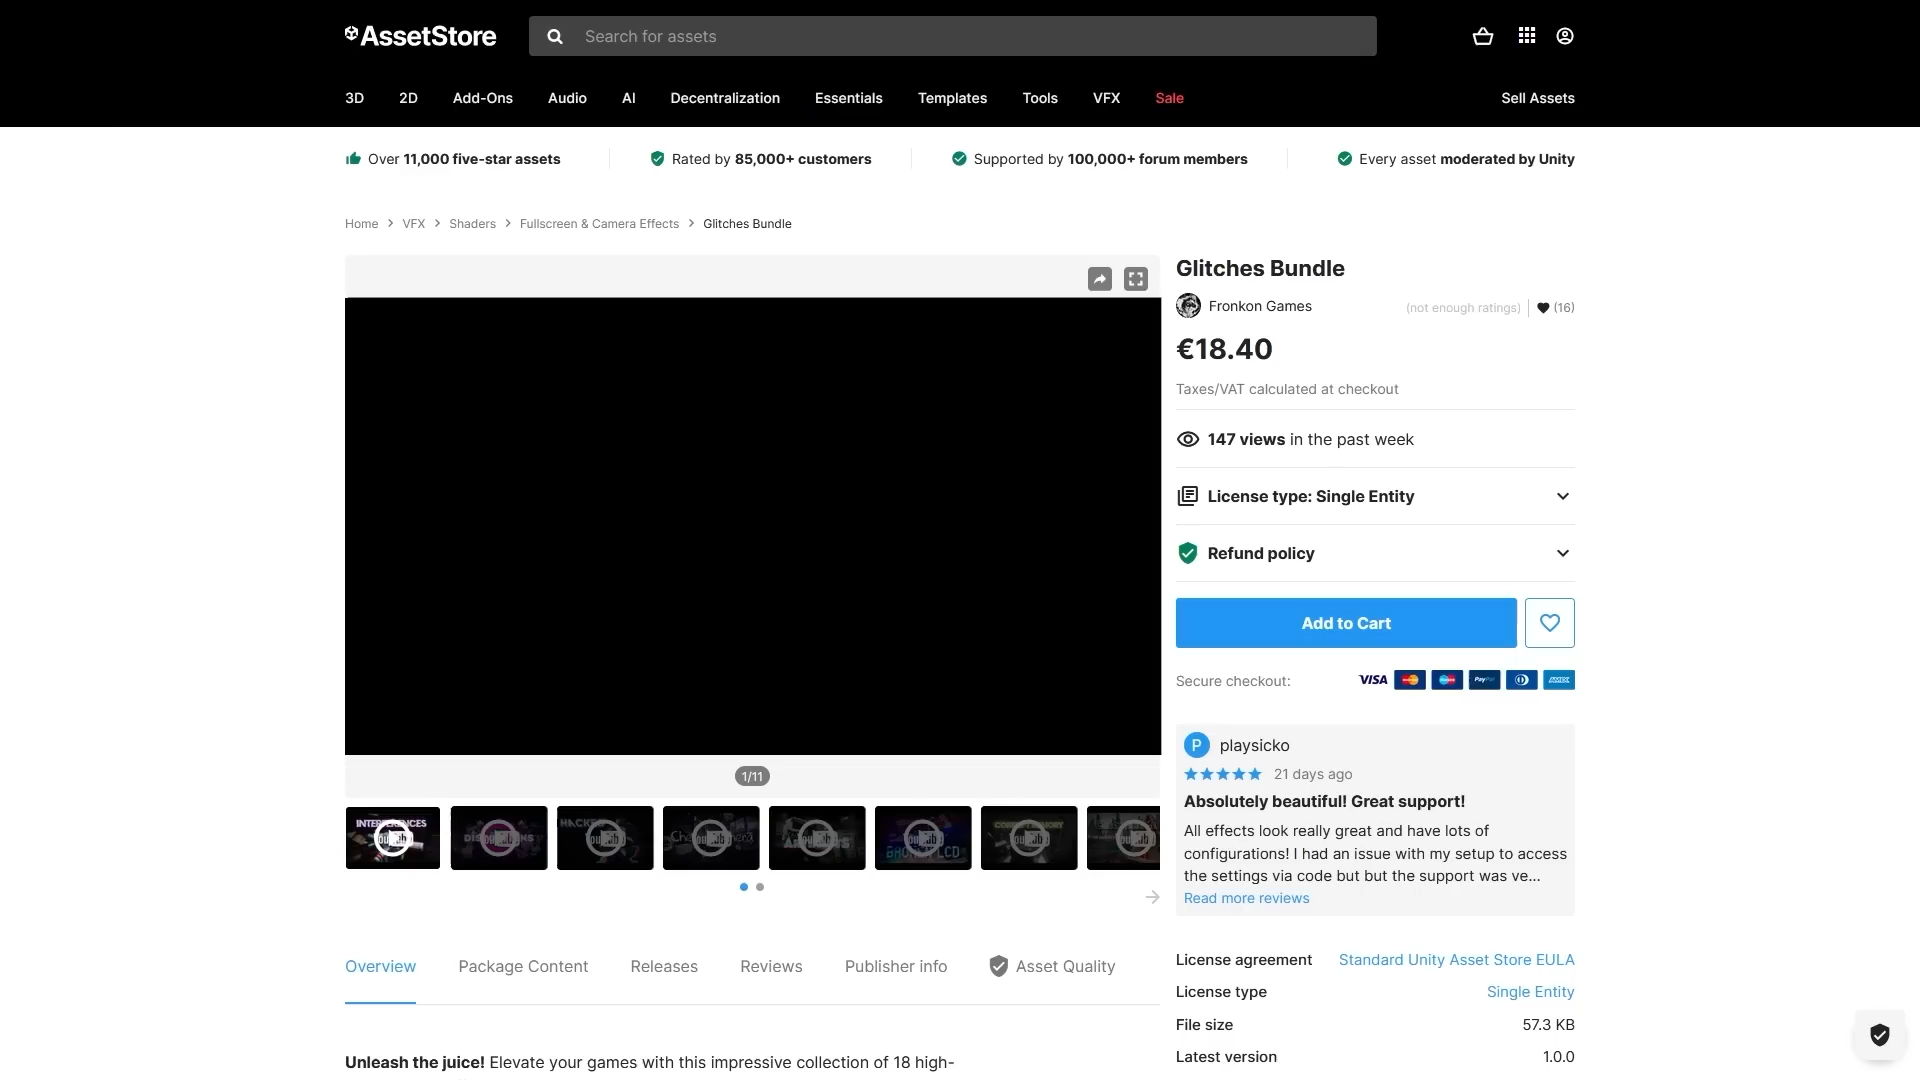 AssetStore
Search for assets
3D 2D Add-Ons Audio AI Decentralization Essentials Templates Tools VFX Sale Sell Assets
Over 11,000 five-star assets
Rated by 85,000+ customers
Supported by 100,000+ forum members
Every asset moderated by Unity
Home > VFX > Shaders > Fullscreen & Camera Effects > Glitches Bundle
1/11
INTERFERENCES
Overview Package Content Releases Reviews Publisher info Asset Quality
Unleash the juice! Elevate your games with this impressive collection of 18 high-
Glitches Bundle
Fronkon Games
(not enough ratings) (16)
€18.40
Taxes/VAT calculated at checkout
147 views in the past week
License type: Single Entity
Refund policy
Add to Cart
Secure checkout:
VISA PayPal AMEX
P playsicko
21 days ago
Absolutely beautiful! Great support!
All effects look really great and have lots of
configurations! I had an issue with my setup to access
the settings via code but but the support was ve...
Read more reviews
License agreement Standard Unity Asset Store EULA
License type Single Entity
File size 57.3 KB
Latest version 1.0.0